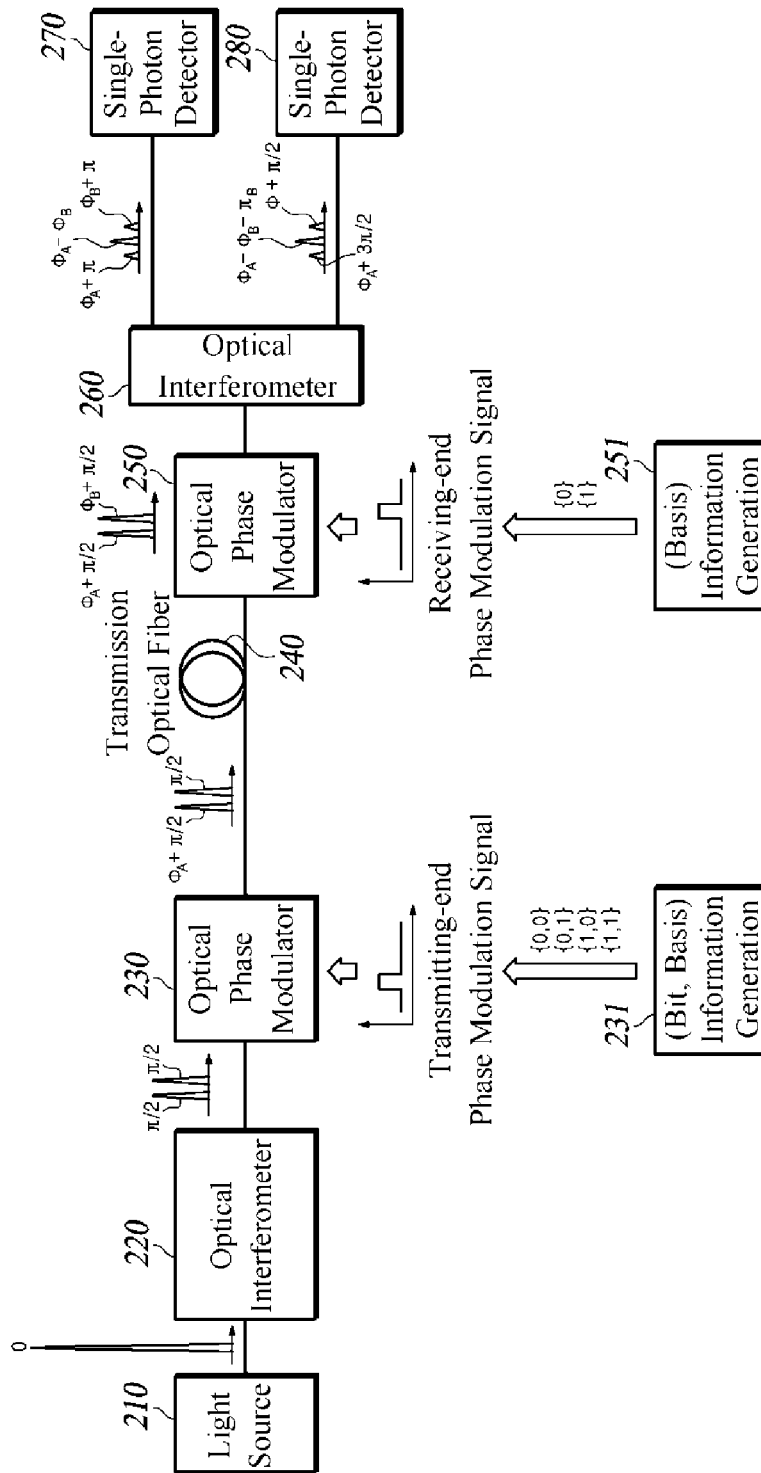 0
210
Light
Source
220
Optical
Interferometer
π/2
π/2
230
Optical
Phase
Modulator
Transmitting-end
Phase Modulation Signal
{0,0}
{0,1}
{1,0}
{1,1}
231
(Bit, Basis)
Information
Generation
ΦA+ π/2
π/2
Transmission
Optical Fiber
240
ΦA+ π/2
ΦB+ π/2
250
Optical
Phase
Modulator
Receiving-end
Phase Modulation Signal
{0}
{1}
251
(Basis)
Information
Generation
260
Optical
Interferometer
ΦA+ π
ΦA− ΦB
ΦB+ π
270
Single-
Photon
Detector
ΦA− ΦB− πB
Φ + π/2
ΦA+ 3π/2
280
Single-
Photon
Detector